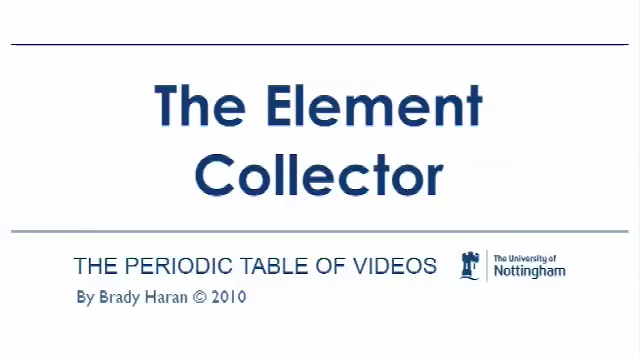 The Element
Collector
THE PERIODIC TABLE OF VIDEOS
The University of
Nottingham
By Brady Haran © 2010